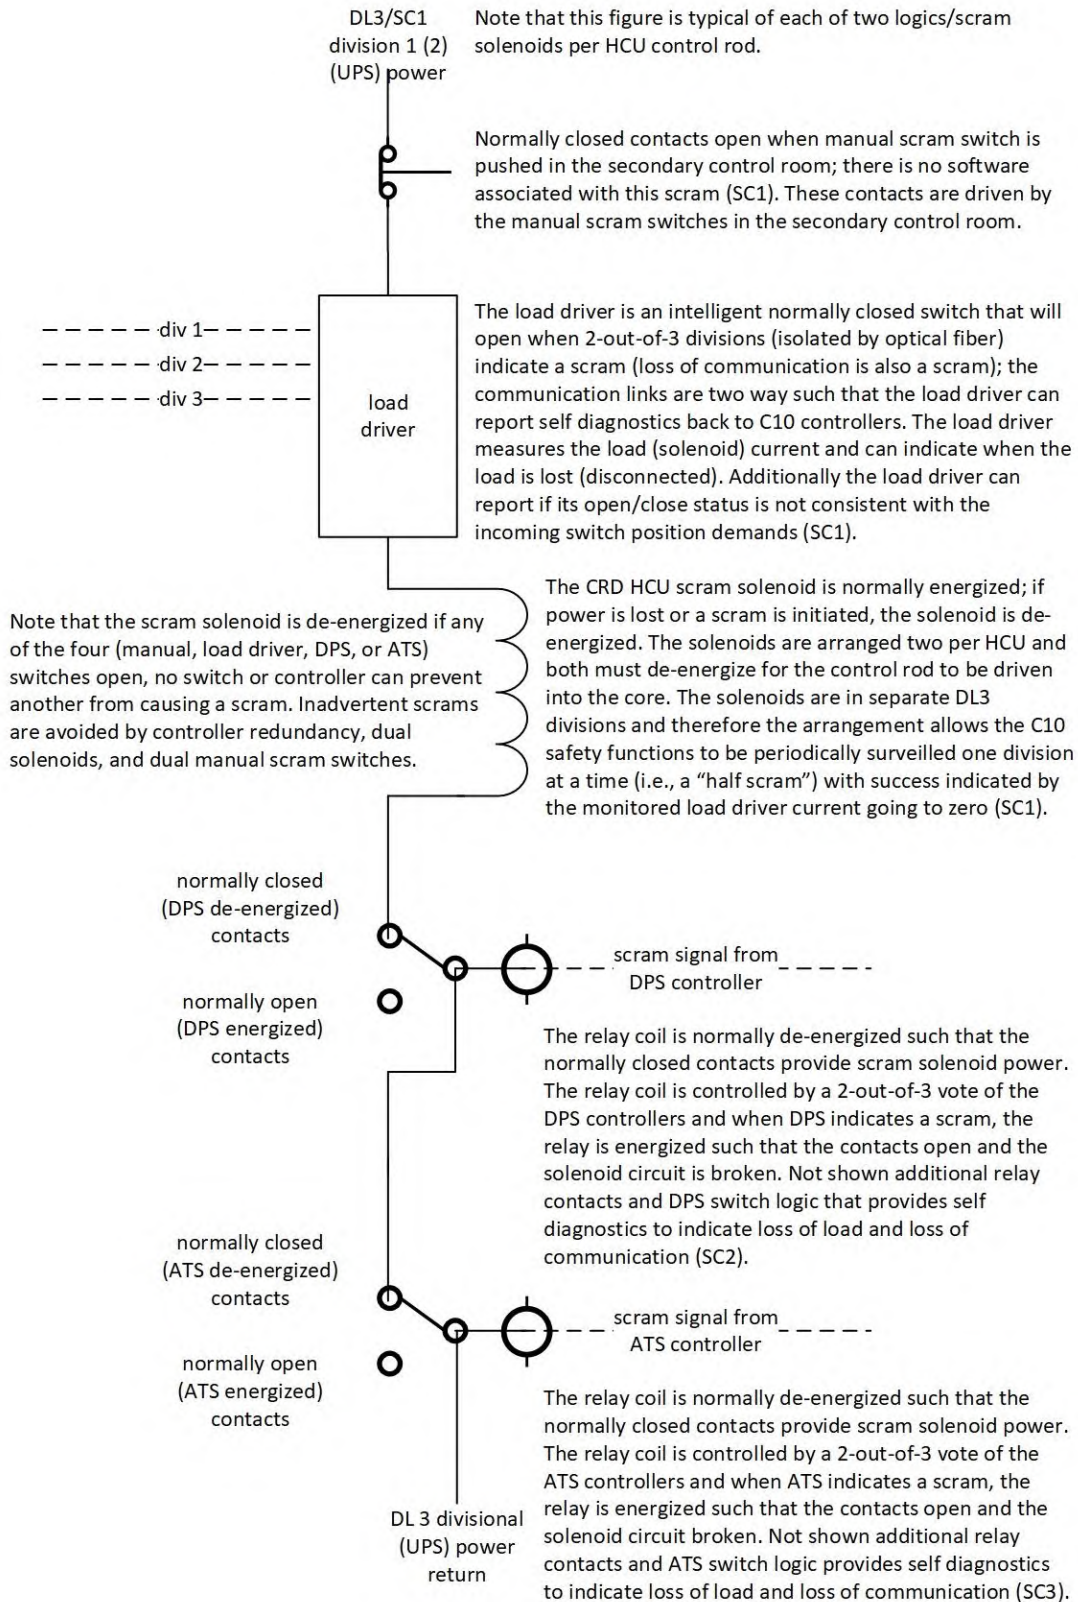 DL3/SC1
division 1 (2)
(UPS) power
Note that this figure is typical of each of two logics/scram
solenoids per HCU control rod.
Normally closed contacts open when manual scram switch is
pushed in the secondary control room; there is no software
associated with this scram (SC1). These contacts are driven by
the manual scram switches in the secondary control room.
div 1
div 2
div 3
load
driver
The load driver is an intelligent normally closed switch that will
open when 2-out-of-3 divisions (isolated by optical fiber)
indicate a scram (loss of communication is also a scram); the
communication links are two way such that the load driver can
report self diagnostics back to C10 controllers. The load driver
measures the load (solenoid) current and can indicate when the
load is lost (disconnected). Additionally the load driver can
report if its open/close status is not consistent with the
incoming switch position demands (SC1).
Note that the scram solenoid is de-energized if any
of the four (manual, load driver, DPS, or ATS)
switches open, no switch or controller can prevent
another from causing a scram. Inadvertent scrams
are avoided by controller redundancy, dual
solenoids, and dual manual scram switches.
The CRD HCU scram solenoid is normally energized; if
power is lost or a scram is initiated, the solenoid is de-
energized. The solenoids are arranged two per HCU and
both must de-energize for the control rod to be driven
into the core. The solenoids are in separate DL3
divisions and therefore the arrangement allows the C10
safety functions to be periodically surveilled one division
at a time (i.e., a “half scram”) with success indicated by
the monitored load driver current going to zero (SC1).
normally closed
(DPS de-energized)
contacts
normally open
(DPS energized)
contacts
scram signal from
DPS controller
The relay coil is normally de-energized such that the
normally closed contacts provide scram solenoid power.
The relay coil is controlled by a 2-out-of-3 vote of the
DPS controllers and when DPS indicates a scram, the
relay is energized such that the contacts open and the
solenoid circuit is broken. Not shown additional relay
contacts and DPS switch logic that provides self
diagnostics to indicate loss of load and loss of
communication (SC2).
normally closed
(ATS de-energized)
contacts
normally open
(ATS energized)
contacts
scram signal from
ATS controller
The relay coil is normally de-energized such that the
normally closed contacts provide scram solenoid power.
The relay coil is controlled by a 2-out-of-3 vote of the
ATS controllers and when ATS indicates a scram, the
relay is energized such that the contacts open and the
solenoid circuit broken. Not shown additional relay
contacts and ATS switch logic provides self diagnostics
to indicate loss of load and loss of communication (SC3).
DL 3 divisional
(UPS) power
return